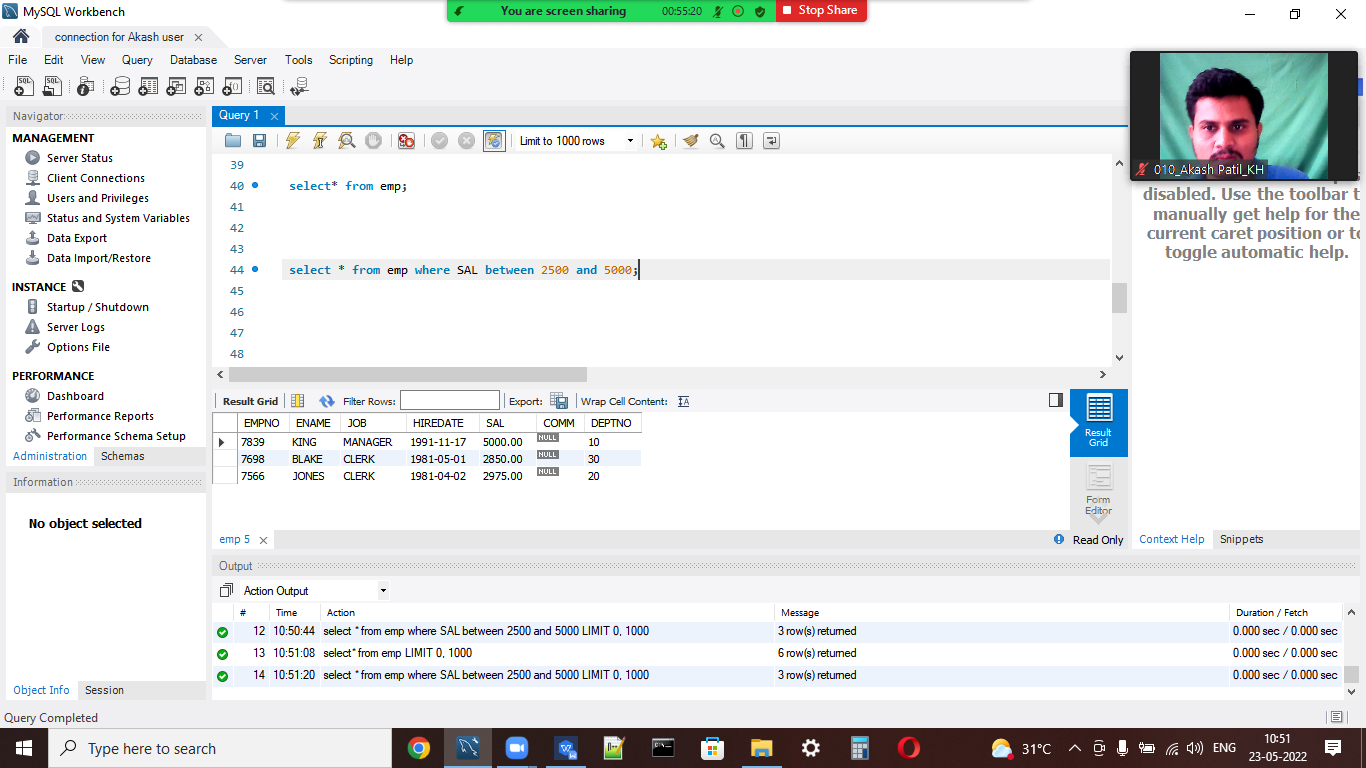 MySQL Workbench
You are screen sharing 00:55:20 Stop Share
connection for Akash user
File Edit View Query Database Server Tools Scripting Help
Navigator
MANAGEMENT
Server Status
Client Connections
Users and Privileges
Status and System Variables
Data Export
Data Import/Restore
INSTANCE
Startup / Shutdown
Server Logs
Options File
PERFORMANCE
Dashboard
Performance Reports
Performance Schema Setup
Administration Schemas
Information
No object selected
Object Info Session
Query 1
Limit to 1000 rows
39
40 select* from emp;
41
42
43
44 select * from emp where SAL between 2500 and 5000;
45
46
47
48
Result Grid Filter Rows: Export: Wrap Cell Content:
EMPNO ENAME JOB HIREDATE SAL COMM DEPTNO
7839 KING MANAGER 1991-11-17 5000.00 NULL 10
7698 BLAKE CLERK 1981-05-01 2850.00 NULL 30
7566 JONES CLERK 1981-04-02 2975.00 NULL 20
Result
Grid
Form
Editor
emp 5 Read Only
010_Akash Patil_KH
disabled. Use the toolbar t
manually get help for the
current caret position or to
toggle automatic help.
Context Help Snippets
Output
Action Output
# Time Action Message Duration / Fetch
12 10:50:44 select * from emp where SAL between 2500 and 5000 LIMIT 0, 1000 3 row(s) returned 0.000 sec / 0.000 sec
13 10:51:08 select* from emp LIMIT 0, 1000 6 row(s) returned 0.000 sec / 0.000 sec
14 10:51:20 select * from emp where SAL between 2500 and 5000 LIMIT 0, 1000 3 row(s) returned 0.000 sec / 0.000 sec
Query Completed
Type here to search
31°C
ENG
10:51
23-05-2022